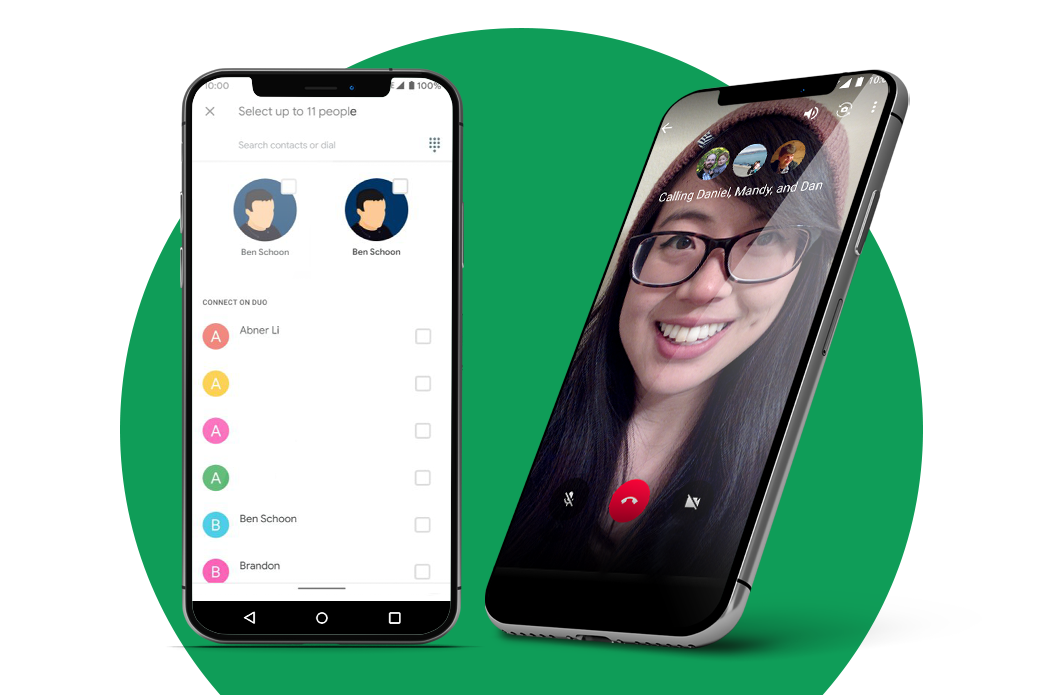 10:00
100%
Select up to 11 people
Search contacts or dial
Ben Schoon
Ben Schoon
CONNECT ON DUO
A
Abner Li
A
A
A
B
Ben Schoon
B
Brandon
Calling Daniel, Mandy, and Dan